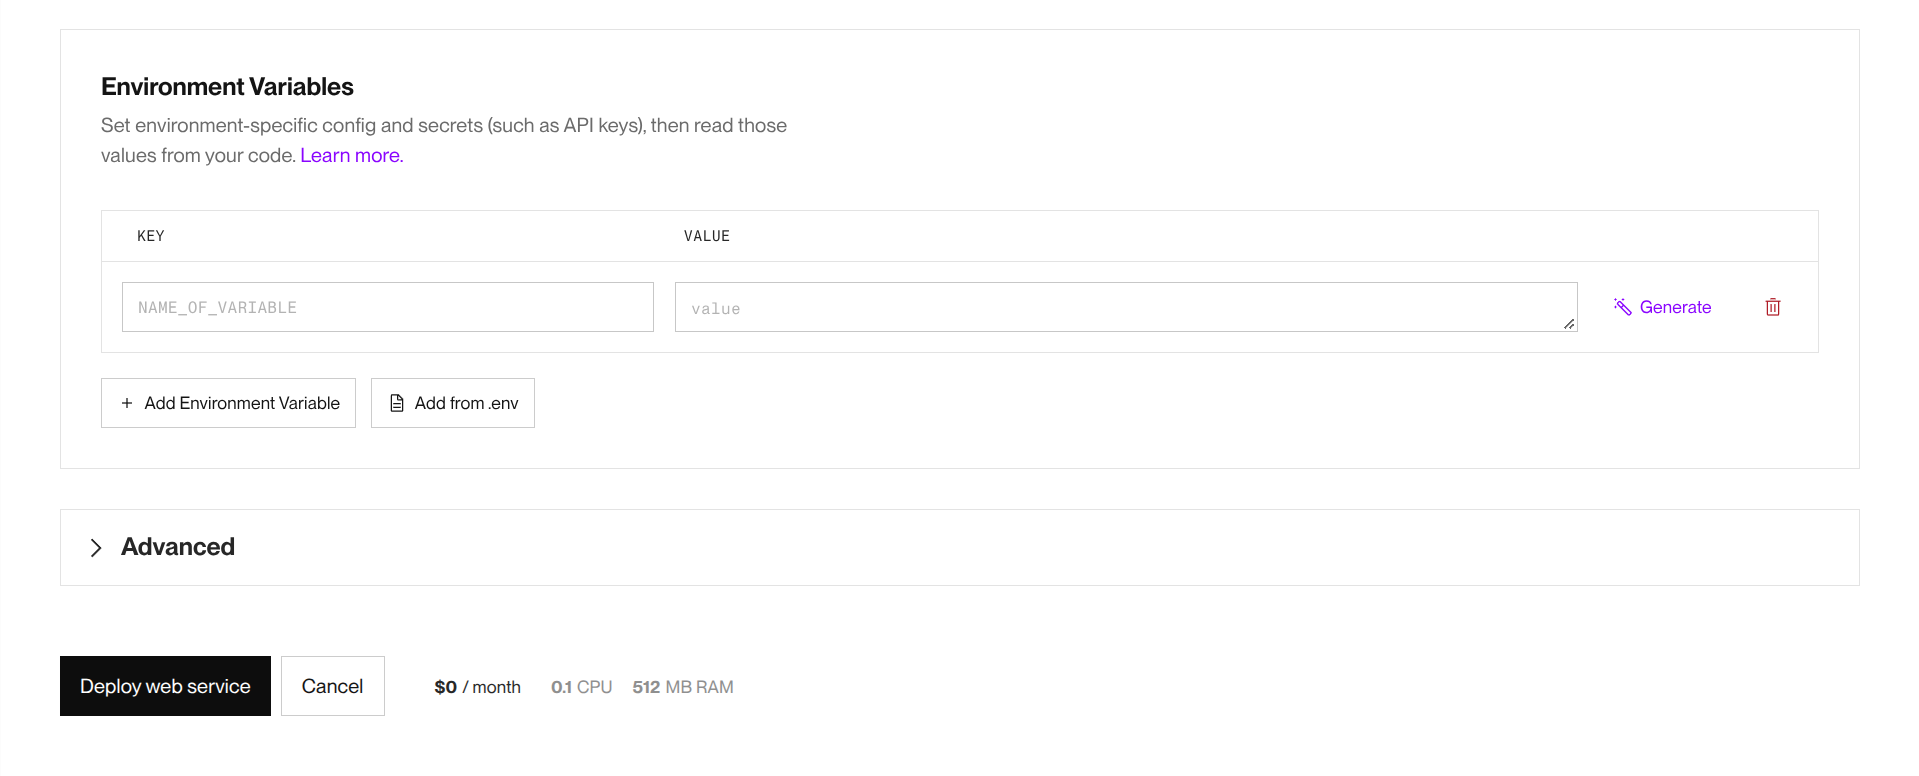 Environment Variables
Set environment-specific config and secrets (such as API keys), then read those
values from your code. Learn more.
KEY VALUE
NAME_OF_VARIABLE value Generate
+ Add Environment Variable Add from .env
Advanced
Deploy web service Cancel $0 / month 0.1 CPU 512 MB RAM